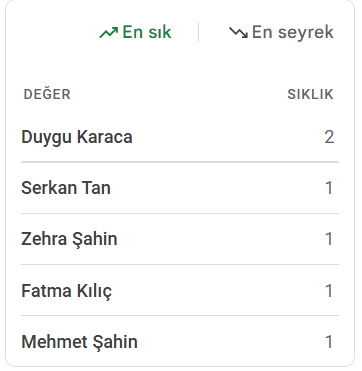 En sık En seyrek
DEĞER SIKLIK
Duygu Karaca 2
Serkan Tan 1
Zehra Şahin 1
Fatma Kılıç 1
Mehmet Şahin 1